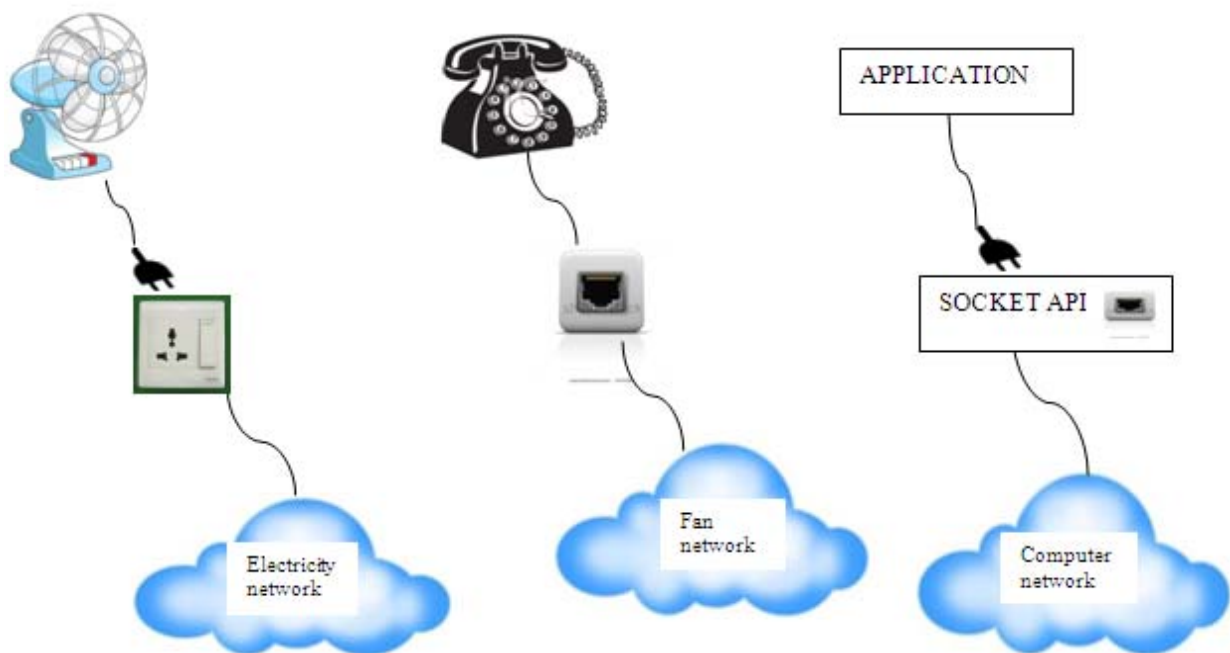 APPLICATION
SOCKET API
Electricity
network
Fan
network
Computer
network